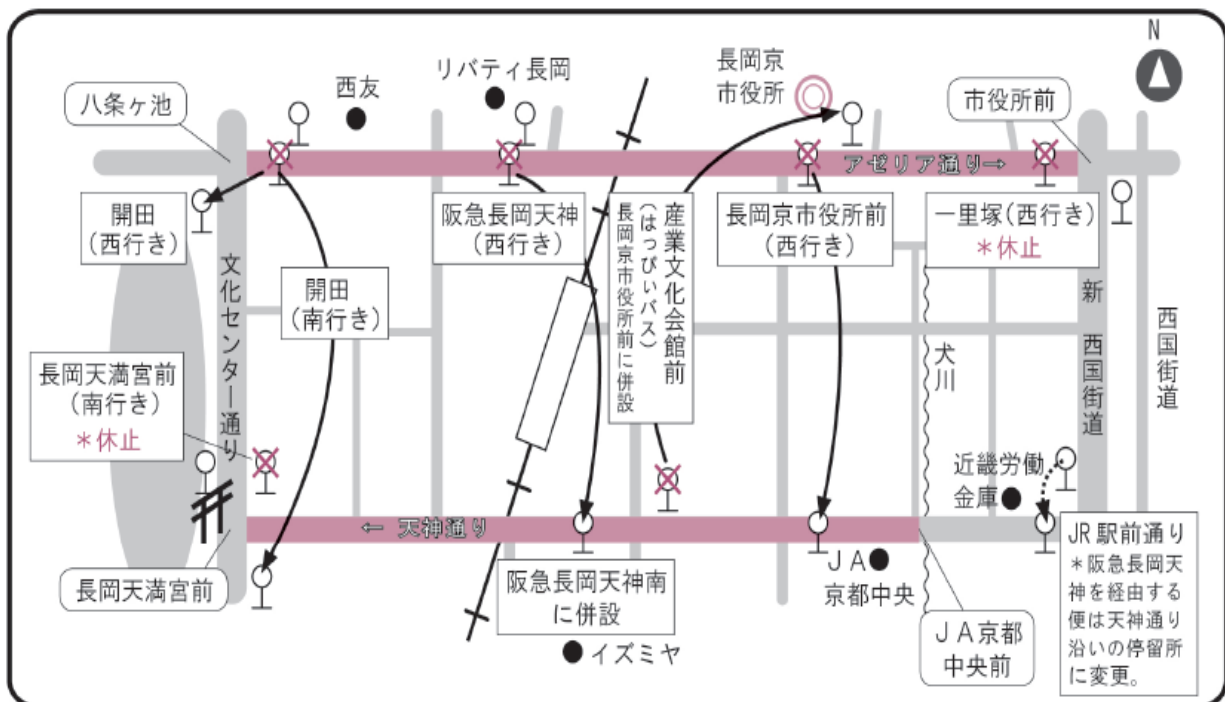 N
八条ヶ池
西友
リバティ長岡
長岡京
市役所
市役所前
アゼリア通り→
開田
(西行き)
開田
(南行き)
阪急長岡天神
(西行き)
産業文化会館前
(はっぴぃバス)
長岡京市役所前に併設
長岡京市役所前
(西行き)
一里塚(西行き)
*休止
文化センター通り
新西国街道
西国街道
犬川
長岡天満宮前
(南行き)
*休止
近畿労働
金庫
← 天神通り
長岡天満宮前
阪急長岡天神南
に併設
イズミヤ
JA
京都中央
JA京都
中央前
JR駅前通り
*阪急長岡天
神を経由する
便は天神通り
沿いの停留所
に変更。